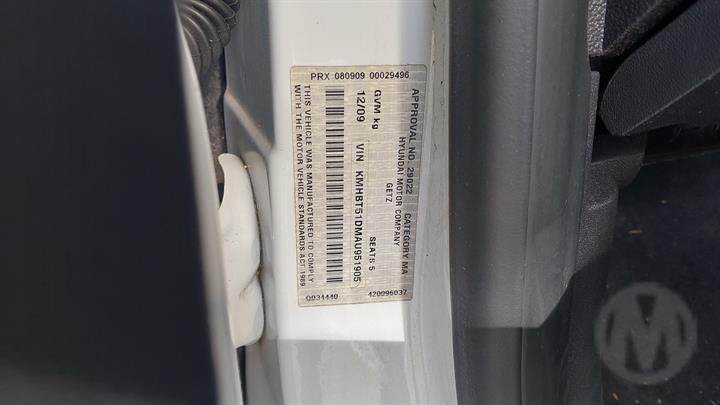 APPROVAL NO. 29022 CATEGORY MA
HYUNDAI MOTOR COMPANY
GETZ
GVM kg SEATS 5
12/09 VIN KMHBT51DMAU951905
THIS VEHICLE WAS MANUFACTURED TO COMPLY
WITH THE MOTOR VEHICLE STANDARDS ACT 1989
PRX 080909 00029496
0034440 420096037
M